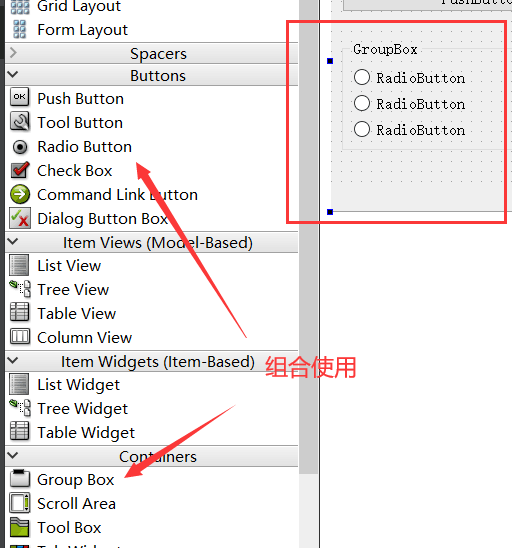 Grid Layout
Form Layout
Spacers
Buttons
Push Button
Tool Button
Radio Button
Check Box
Command Link Button
Dialog Button Box
Item Views (Model-Based)
List View
Tree View
Table View
Column View
Item Widgets (Item-Based)
List Widget
Tree Widget
Table Widget
Containers
Group Box
Scroll Area
Tool Box
GroupBox
RadioButton
RadioButton
RadioButton
组合使用